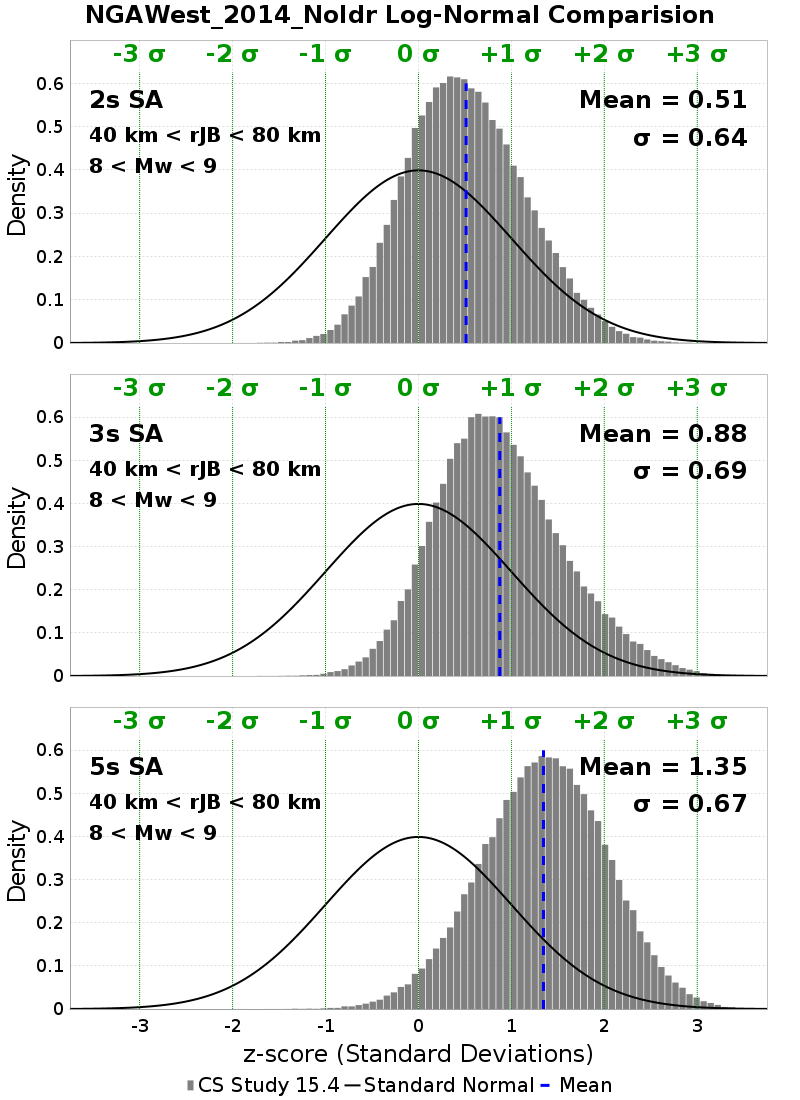 NGAWest_2014_NoIdr Log-Normal Comparision
-3 σ -2 σ -1 σ 0 σ +1 σ +2 σ +3 σ
2s SA Mean = 0.51
40 km < rJB < 80 km σ = 0.64
8 < Mw < 9
Density
0.6
0.5
0.4
0.3
0.2
0.1
0
-3 σ -2 σ -1 σ 0 σ +1 σ +2 σ +3 σ
3s SA Mean = 0.88
40 km < rJB < 80 km σ = 0.69
8 < Mw < 9
Density
0.6
0.5
0.4
0.3
0.2
0.1
0
-3 σ -2 σ -1 σ 0 σ +1 σ +2 σ +3 σ
5s SA Mean = 1.35
40 km < rJB < 80 km σ = 0.67
8 < Mw < 9
Density
0.6
0.5
0.4
0.3
0.2
0.1
0
-3 -2 -1 0 1 2 3
z-score (Standard Deviations)
CS Study 15.4 Standard Normal Mean